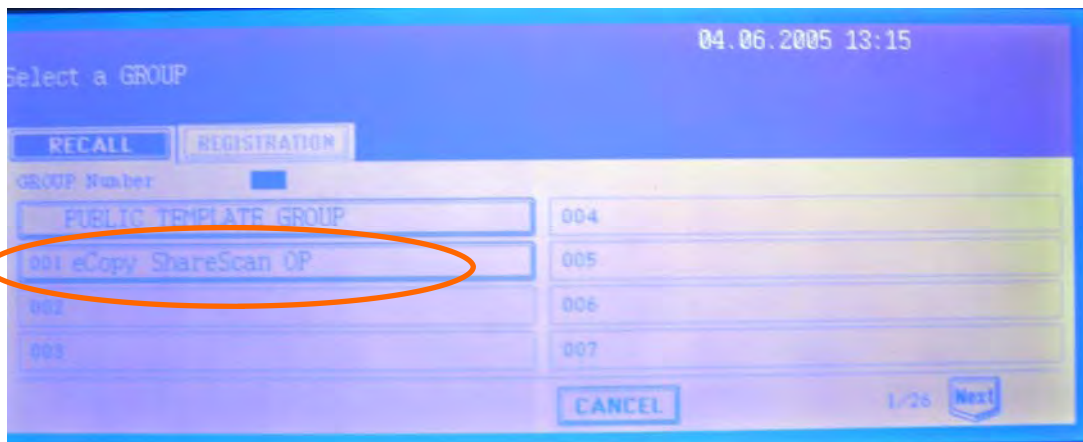 04.06.2005 13:15
Select a GROUP
RECALL REGISTRATION
GROUP Number
PUBLIC TEMPLATE GROUP
001 eCopy ShareScan OP
002
003
004
005
006
007
CANCEL
1/26 Next